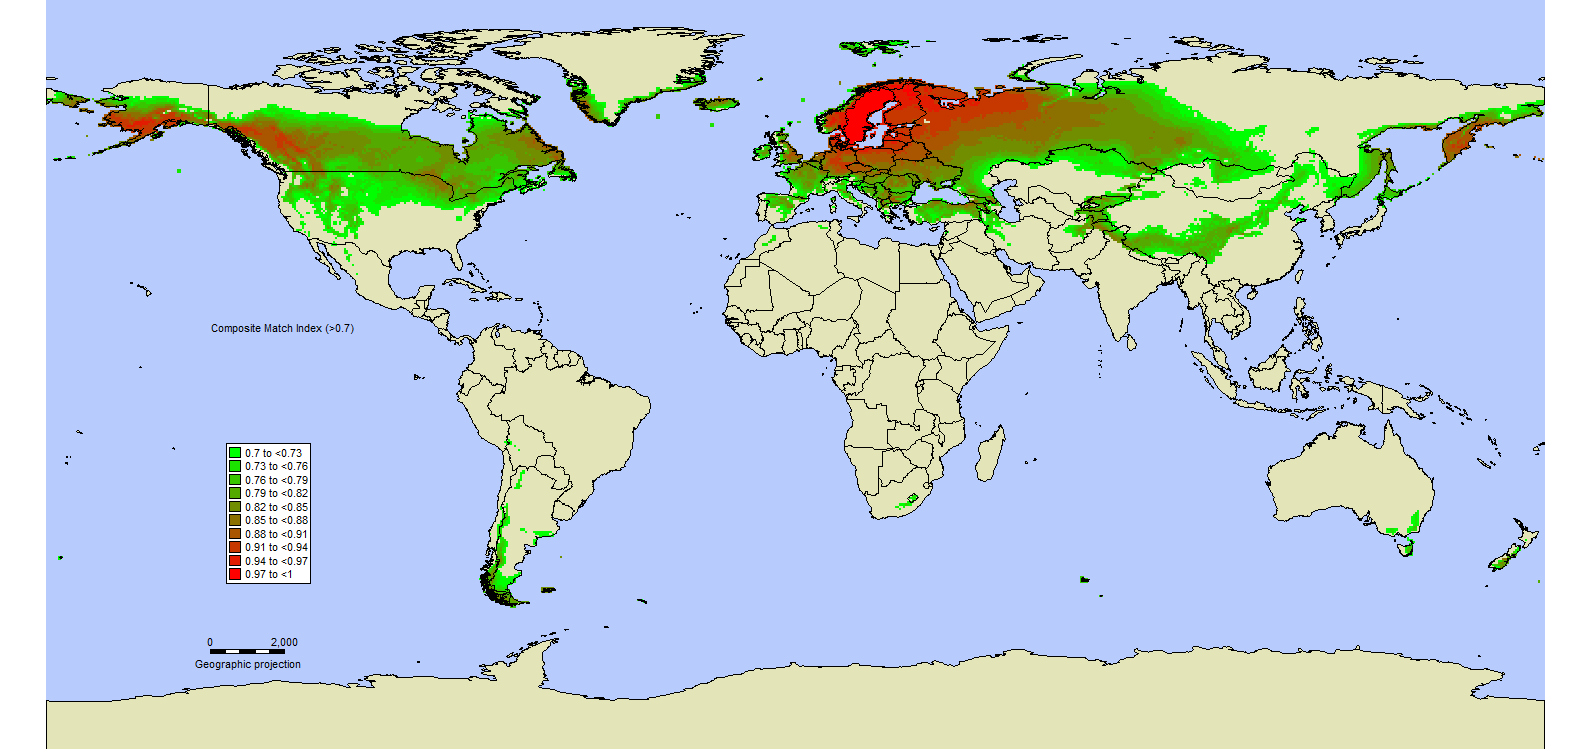 Composite Match Index (>0.7)
0.7 to <0.73
0.73 to <0.76
0.76 to <0.79
0.79 to <0.82
0.82 to <0.85
0.85 to <0.88
0.88 to <0.91
0.91 to <0.94
0.94 to <0.97
0.97 to <1
0 2,000
Geographic projection